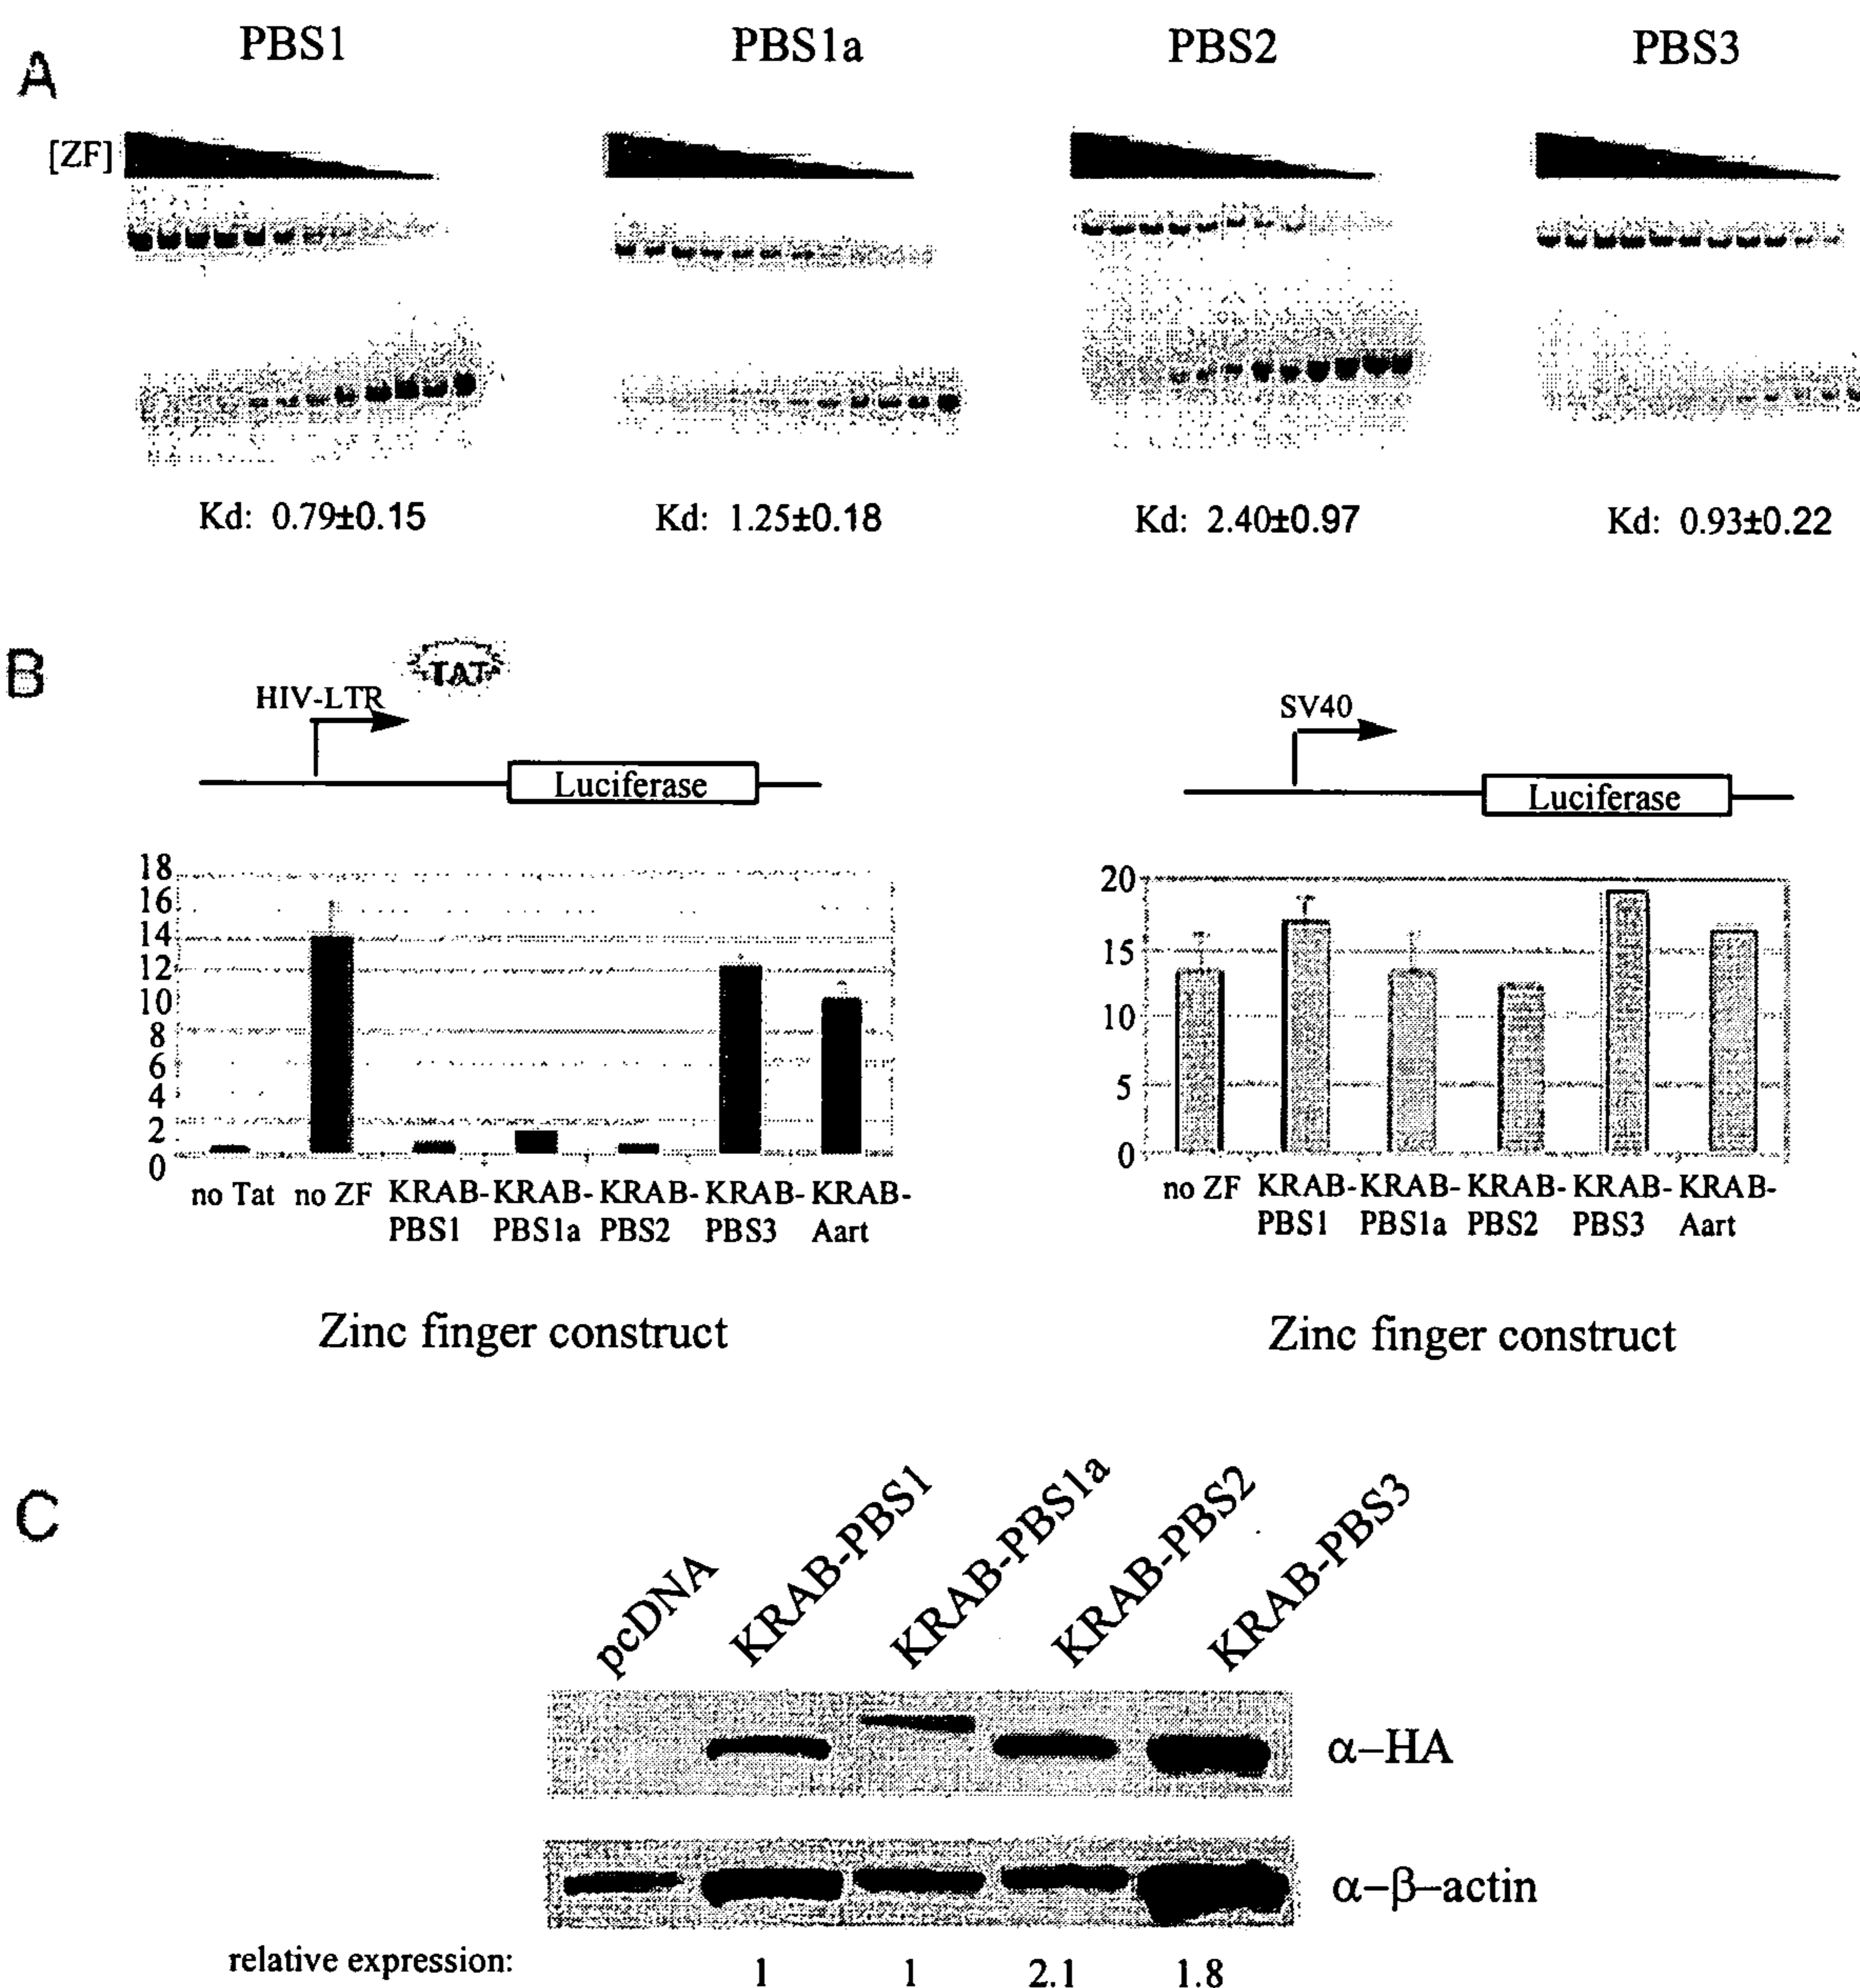 A
PBS1
PBS1a
PBS2
PBS3
[ZF]
Kd: 0.79±0.15
Kd: 1.25±0.18
Kd: 2.40±0.97
Kd: 0.93±0.22
B
HIV-LTR
TAT
Luciferase
SV40
Luciferase
18
16
14
12
10
8
6
4
2
0
no Tat no ZF KRAB-PBS1 KRAB-PBS1a KRAB-PBS2 KRAB-PBS3 KRAB-Aart
Zinc finger construct
20
15
10
5
0
no ZF KRAB-PBS1 KRAB-PBS1a KRAB-PBS2 KRAB-PBS3 KRAB-Aart
Zinc finger construct
C
pcDNA
KRAB-PBS1
KRAB-PBS1a
KRAB-PBS2
KRAB-PBS3
α–HA
α–β–actin
relative expression: 1 1 2.1 1.8